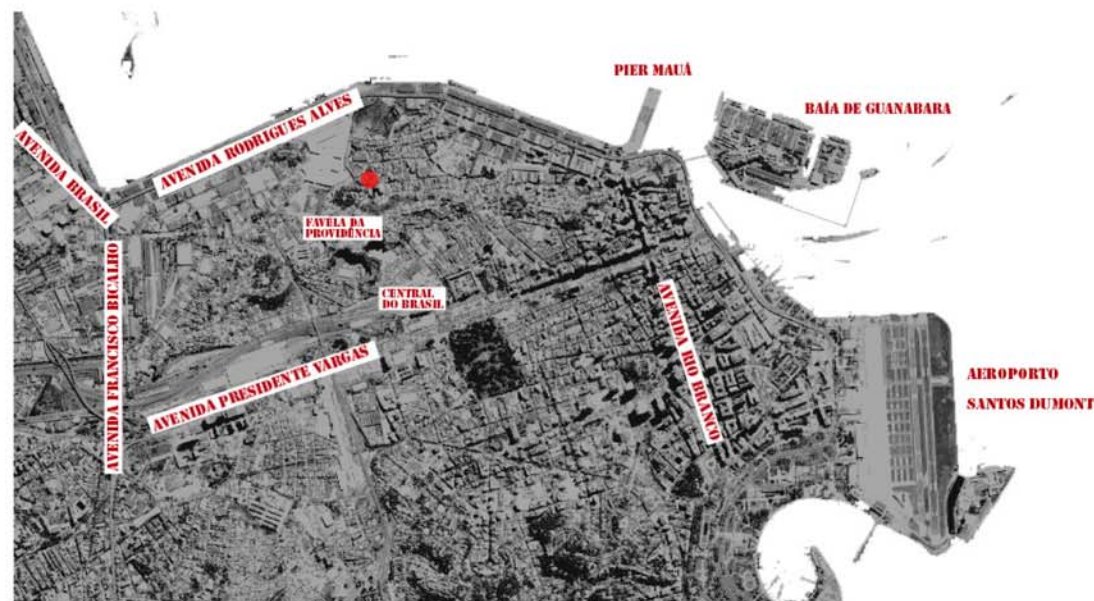 PIER MAUÁ
BAÍA DE GUANABARA
AVENIDA RODRIGUES ALVES
AVENIDA BRASIL
FAVELA DA
PROVIDÊNCIA
CENTRAL
DO BRASIL
AVENIDA FRANCISCO BICALHO
AVENIDA PRESIDENTE VARGAS
AVENIDA RIO BRANCO
AEROPORTO
SANTOS DUMONT